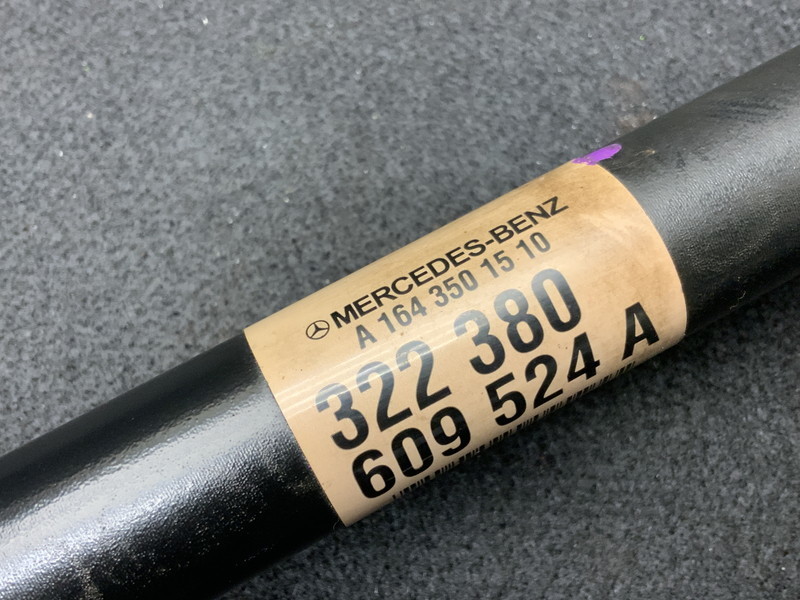 MERCEDES-BENZ
A 164 350 15 10
322 380
609 524 A